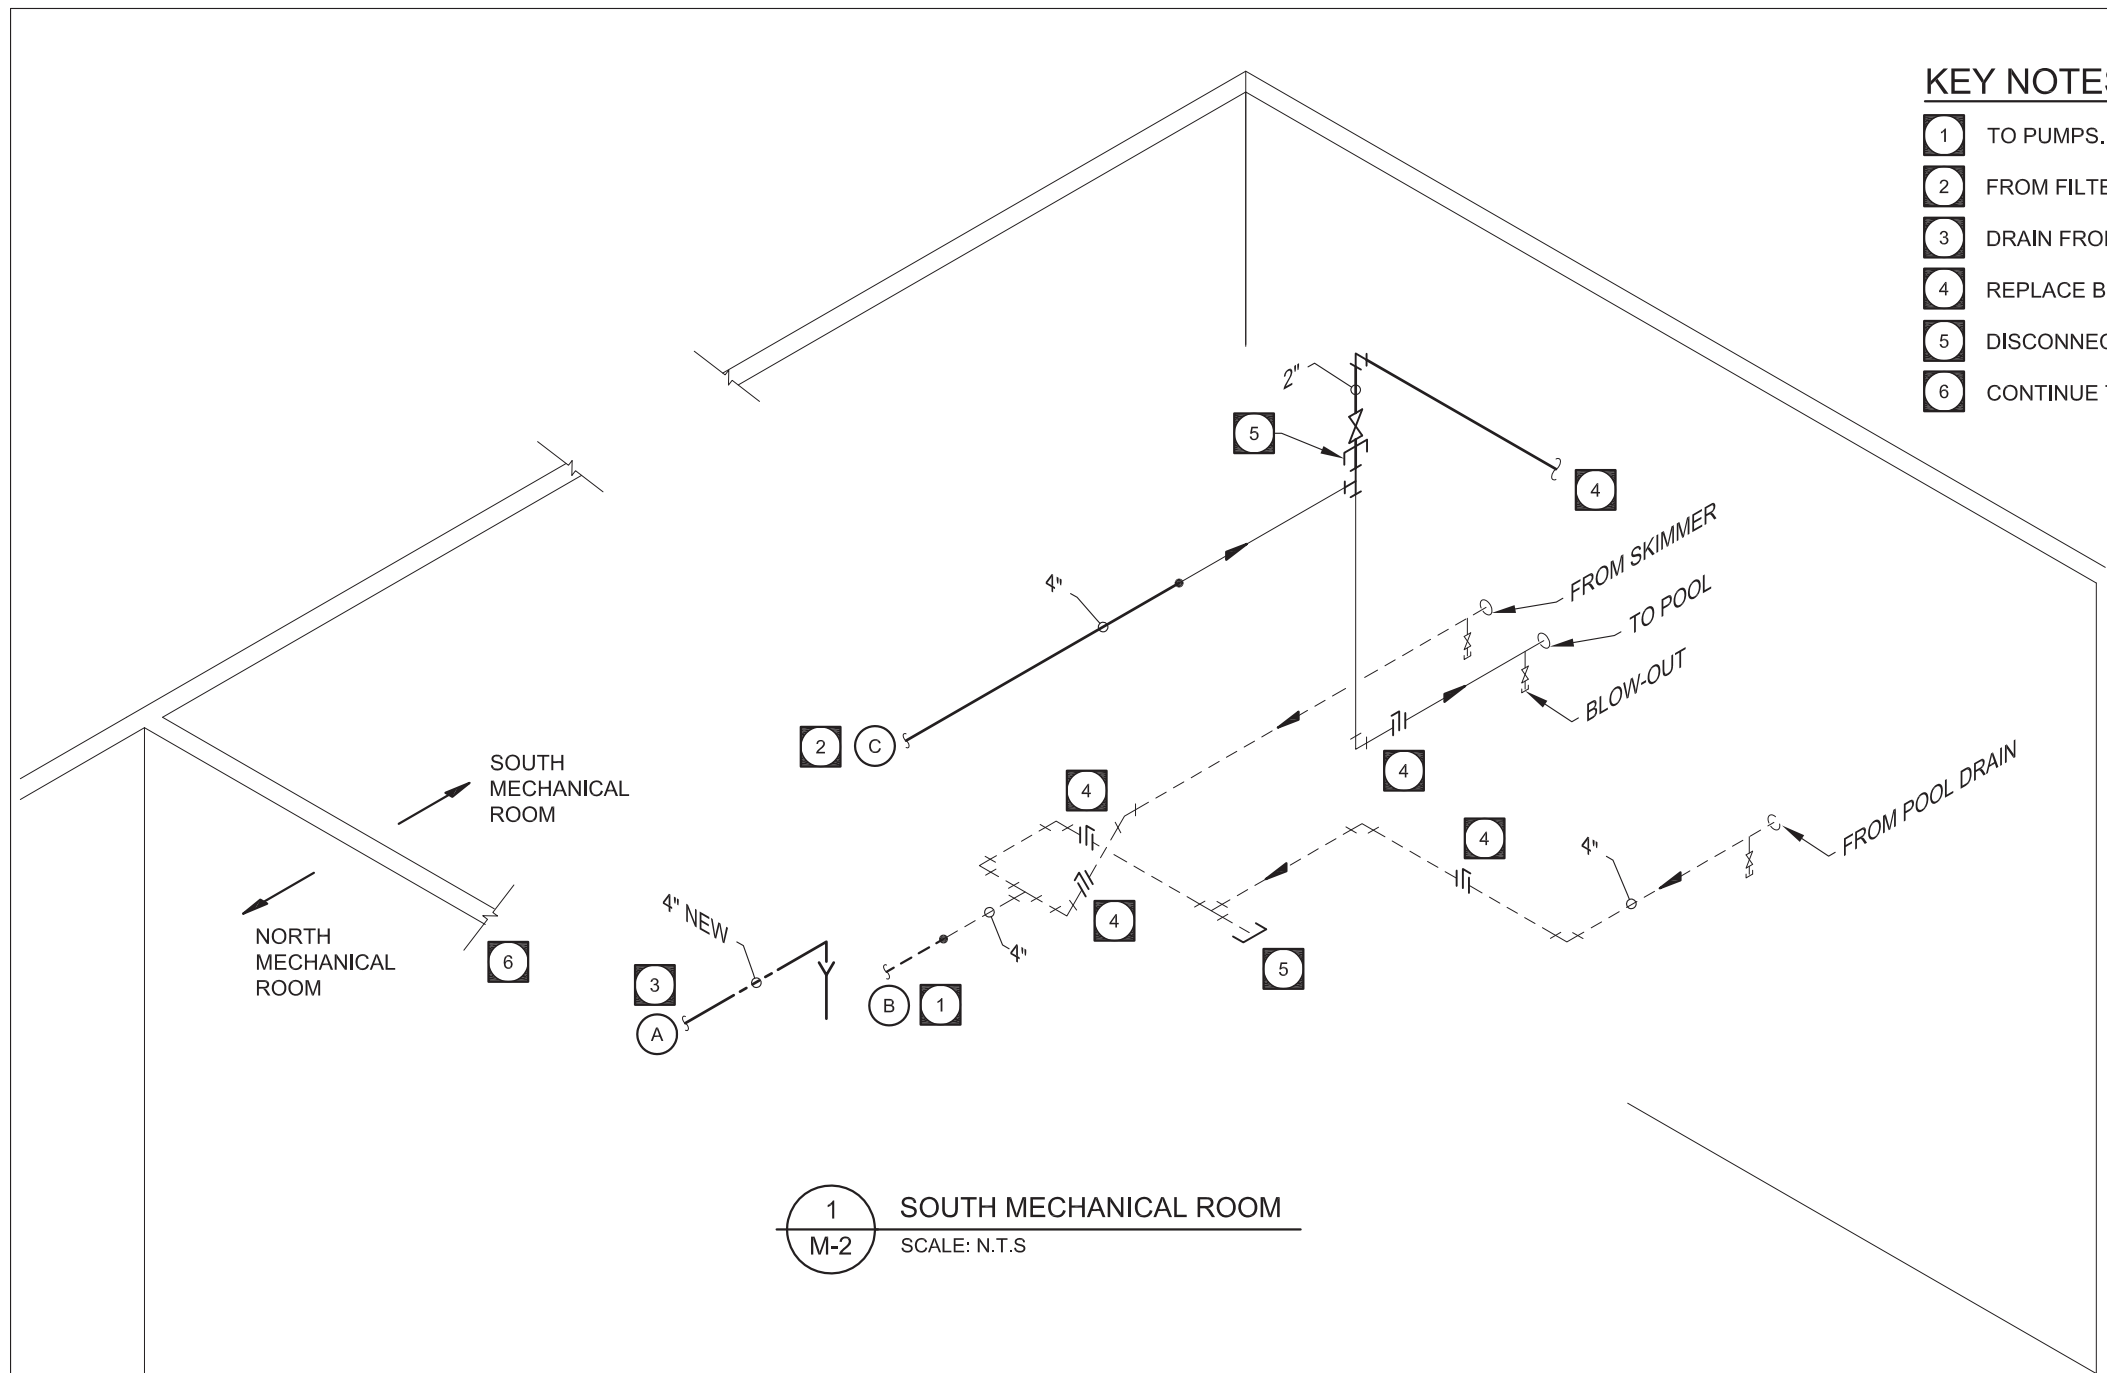 KEY NOTES
1 TO PUMPS.
2 FROM FILTE
3 DRAIN FRO
4 REPLACE B
5 DISCONNEC
6 CONTINUE
2"
5
4
FROM SKIMMER
4"
TO POOL
BLOW-OUT
2 C
4
SOUTH
MECHANICAL
ROOM
4
FROM POOL DRAIN
4
4"
4" NEW
4
NORTH
MECHANICAL
ROOM
6
4"
5
3
A
B 1
1
M-2
SOUTH MECHANICAL ROOM
SCALE: N.T.S